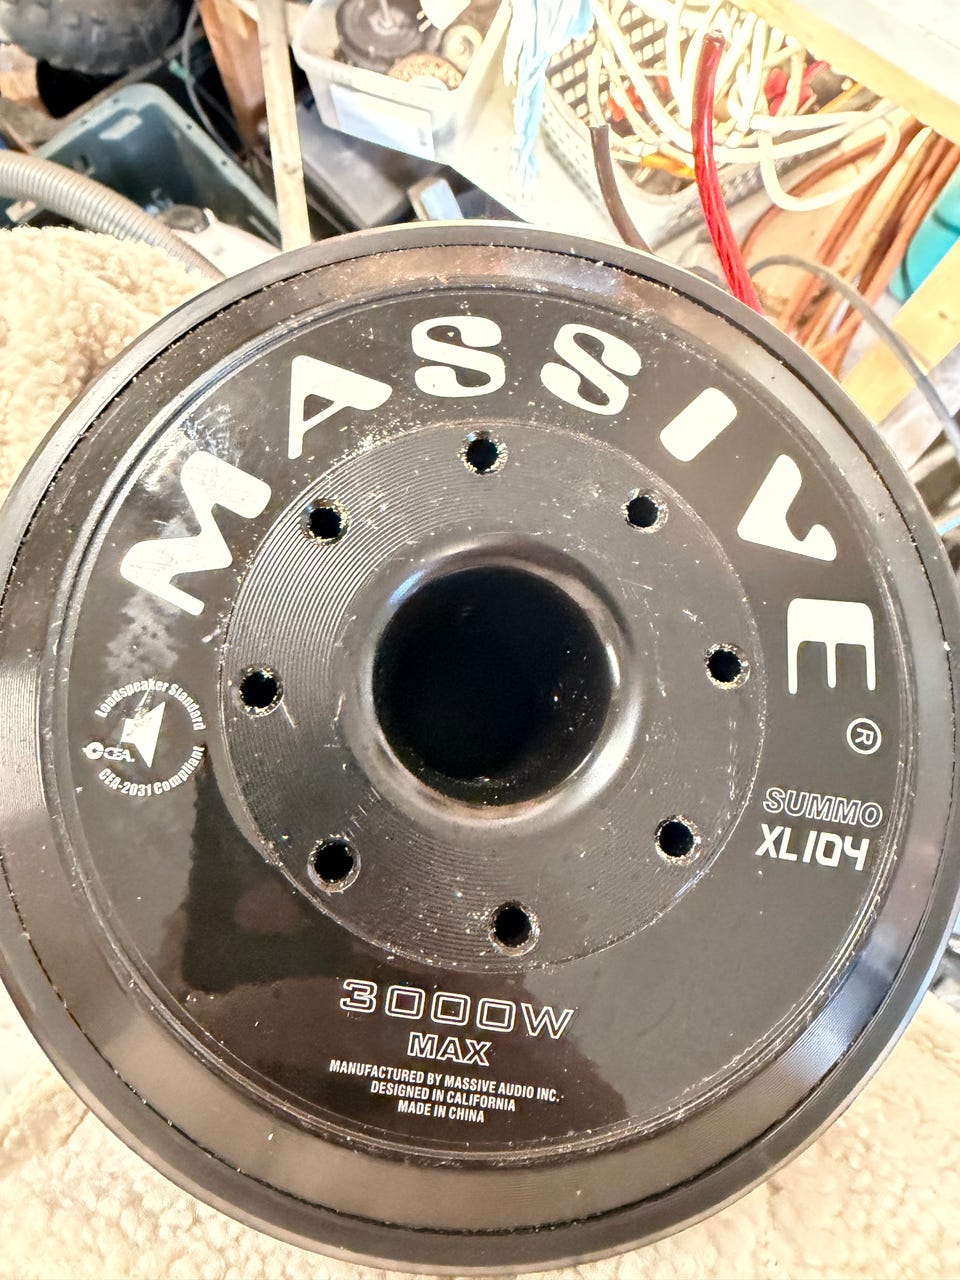 MASSIVE®
Loudspeaker Standard
CEA
CEA-2031 Compliant
SUMMO
XL104
3000W
MAX
MANUFACTURED BY MASSIVE AUDIO INC.
DESIGNED IN CALIFORNIA
MADE IN CHINA